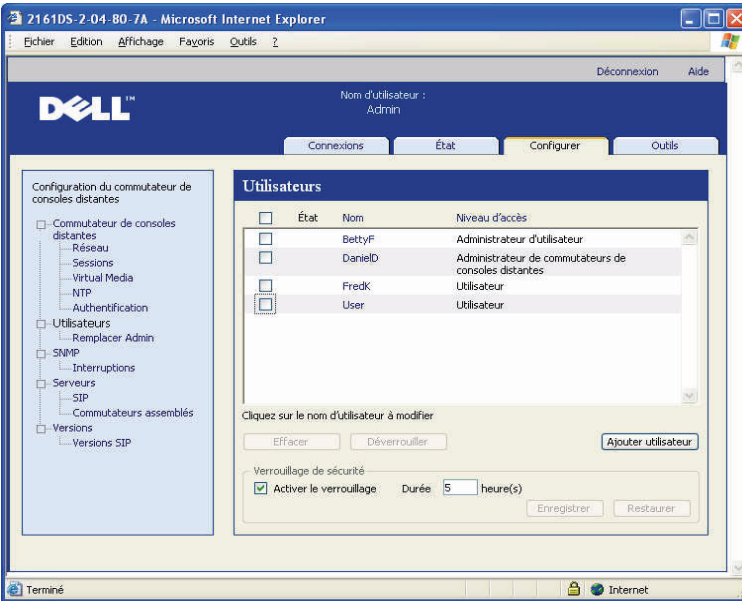 2161DS-2-04-80-7A - Microsoft Internet Explorer
Fichier Edition Affichage Favoris Outils ?
Déconnexion Aide
DELL™
Nom d'utilisateur :
Admin
Connexions État Configurer Outils
Configuration du commutateur de
consoles distantes
Commutateur de consoles
distantes
Réseau
Sessions
Virtual Media
NTP
Authentification
Utilisateurs
Remplacer Admin
SNMP
Interruptions
Serveurs
SIP
Commutateurs assemblés
Versions
Versions SIP
Utilisateurs
État Nom Niveau d'accès
BettyF Administrateur d'utilisateur
DanielD Administrateur de commutateurs de
consoles distantes
FredK Utilisateur
User Utilisateur
Cliquez sur le nom d'utilisateur à modifier
Effacer Déverrouiller Ajouter utilisateur
Verrouillage de sécurité
Activer le verrouillage Durée 5 heure(s)
Enregistrer Restaurer
Terminé Internet